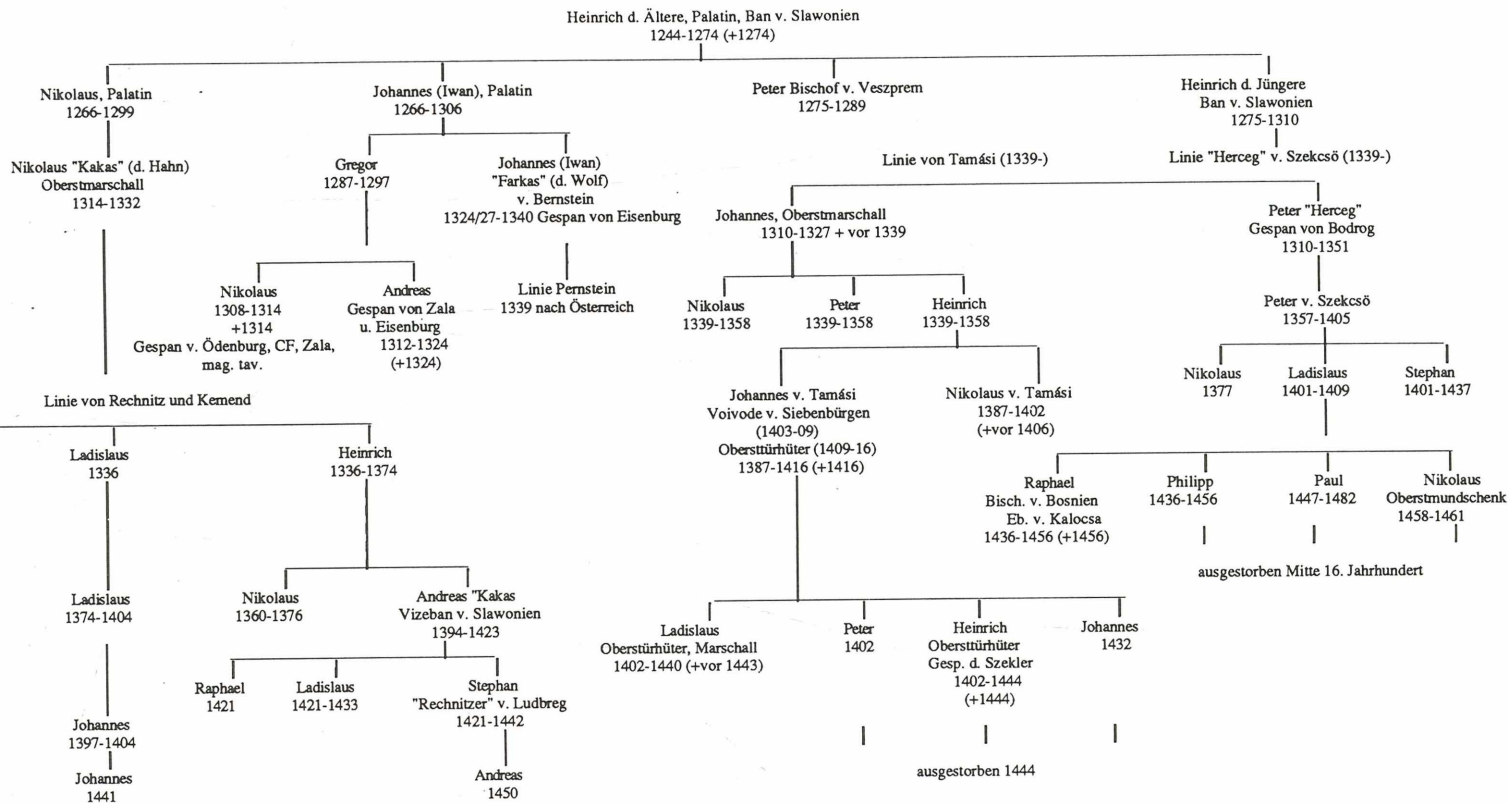 Heinrich d. Ältere, Palatin, Ban v. Slawonien
1244-1274 (+1274)
Nikolaus, Palatin
1266-1299
Johannes (Iwan), Palatin
1266-1306
Peter Bischof v. Veszprem
1275-1289
Heinrich d. Jüngere
Ban v. Slawonien
1275-1310
Nikolaus "Kakas" (d. Hahn)
Oberstmarschall
1314-1332
Gregor
1287-1297
Johannes (Iwan)
"Farkas" (d. Wolf)
v. Bernstein
1324/27-1340 Gespan von Eisenburg
Linie von Tamási (1339-)
Linie "Herceg" v. Szekcsö (1339-)
Johannes, Oberstmarschall
1310-1327 + vor 1339
Peter "Herceg"
Gespan von Bodrog
1310-1351
Nikolaus
1308-1314
+1314
Gespan v. Ödenburg, CF, Zala,
mag. tav.
Andreas
Gespan von Zala
u. Eisenburg
1312-1324
(+1324)
Linie Pernstein
1339 nach Österreich
Nikolaus
1339-1358
Peter
1339-1358
Heinrich
1339-1358
Peter v. Szekcsö
1357-1405
Johannes v. Tamási
Voivode v. Siebenbürgen
(1403-09)
Obersttürhüter (1409-16)
1387-1416 (+1416)
Nikolaus v. Tamási
1387-1402
(+vor 1406)
Nikolaus
1377
Ladislaus
1401-1409
Stephan
1401-1437
Linie von Rechnitz und Kemend
Ladislaus
1336
Heinrich
1336-1374
Raphael
Bisch. v. Bosnien
Eb. v. Kalocsa
1436-1456 (+1456)
Philipp
1436-1456
Paul
1447-1482
Nikolaus
Oberstmundschenk
1458-1461
ausgestorben Mitte 16. Jahrhundert
Ladislaus
1374-1404
Nikolaus
1360-1376
Andreas "Kakas
Vizeban v. Slawonien
1394-1423
Ladislaus
Oberstürhüter, Marschall
1402-1440 (+vor 1443)
Peter
1402
Heinrich
Obersttürhüter
Gesp. d. Szekler
1402-1444
(+1444)
Johannes
1432
Raphael
1421
Ladislaus
1421-1433
Stephan
"Rechnitzer" v. Ludbreg
1421-1442
Johannes
1397-1404
ausgestorben 1444
Johannes
1441
Andreas
1450